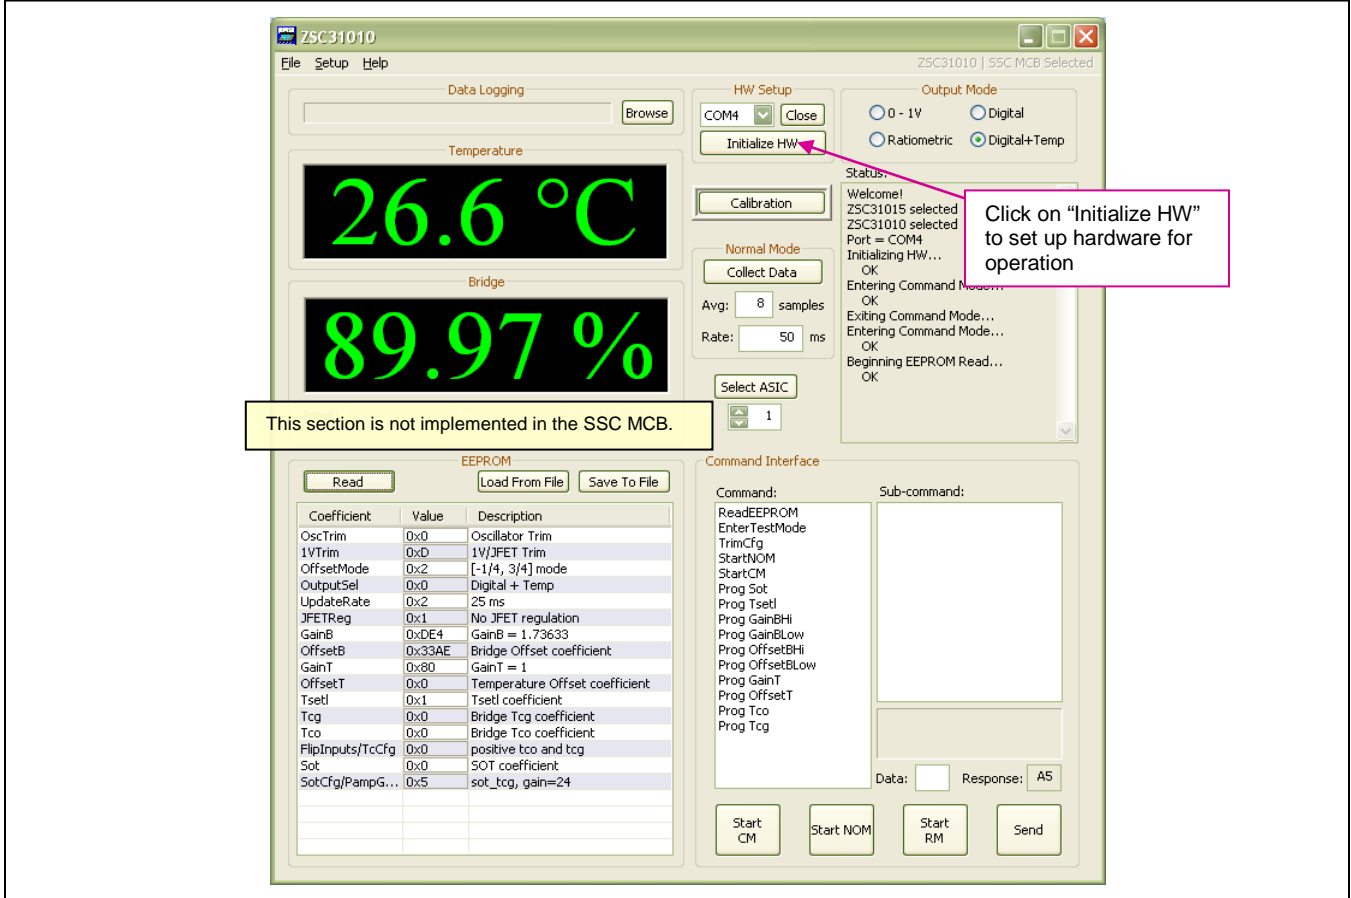 ZSC31010
File Setup Help
ZSC31010 | SSC MCB Selected
Data Logging
Browse
Temperature
26.6 °C
Bridge
89.97 %
This section is not implemented in the SSC MCB.
HW Setup
COM4 Close
Initialize HW
Calibration
Normal Mode
Collect Data
Avg: 8 samples
Rate: 50 ms
Select ASIC
1
Output Mode
0 - 1V Digital
Ratiometric Digital+Temp
Status:
Welcome!
ZSC31015 selected
ZSC31010 selected
Port = COM4
Initializing HW...
OK
Entering Command Mode...
OK
Exiting Command Mode...
Entering Command Mode...
OK
Beginning EEPROM Read...
OK
Click on “Initialize HW”
to set up hardware for
operation
EEPROM
Read Load From File Save To File
Coefficient Value Description
OscTrim 0x0 Oscillator Trim
1VTrim 0xD 1V/JFET Trim
OffsetMode 0x2 [-1/4, 3/4] mode
OutputSel 0x0 Digital + Temp
UpdateRate 0x2 25 ms
JFETReg 0x1 No JFET regulation
GainB 0xDE4 GainB = 1.73633
OffsetB 0x33AE Bridge Offset coefficient
GainT 0x80 GainT = 1
OffsetT 0x0 Temperature Offset coefficient
Tsetl 0x1 Tsetl coefficient
Tcg 0x0 Bridge Tcg coefficient
Tco 0x0 Bridge Tco coefficient
FlipInputs/TcCfg 0x0 positive tco and tcg
Sot 0x0 SOT coefficient
SotCfg/PampG... 0x5 sot_tcg, gain=24
Command Interface
Command:
ReadEEPROM
EnterTestMode
TrimCfg
StartNOM
StartCM
Prog Sot
Prog Tsetl
Prog GainBHi
Prog GainBLow
Prog OffsetBHi
Prog OffsetBLow
Prog GainT
Prog OffsetT
Prog Tco
Prog Tcg
Sub-command:
Data: Response: A5
Start
CM
Start NOM
Start
RM
Send